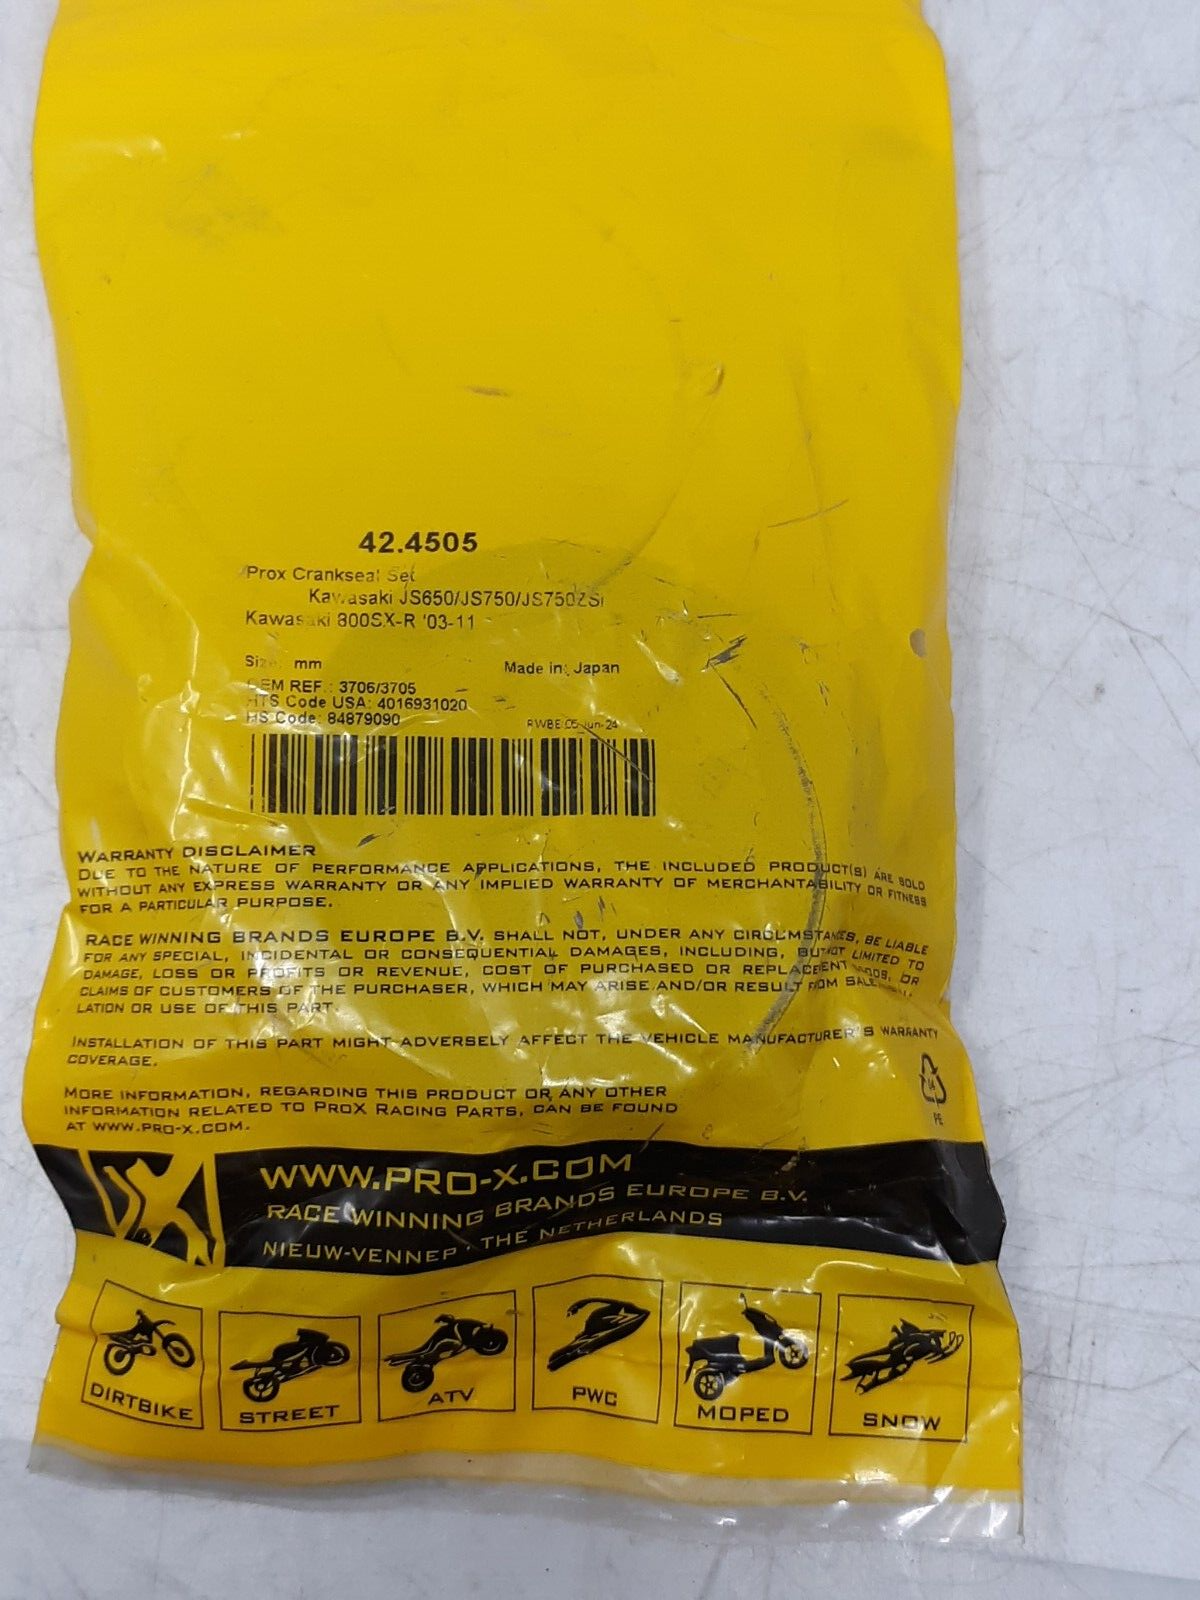 42.4505
Prox Crankseal Set
Kawasaki JS650/JS750/JS750ZSi
Kawasaki 800SX-R '03-11
Size: mm
Made in: Japan
OEM REF.: 3706/3705
HTS Code USA: 4016931020
HS Code: 84879090
RWBE 05-Jun-24
WARRANTY DISCLAIMER
DUE TO THE NATURE OF PERFORMANCE APPLICATIONS, THE INCLUDED PRODUCT(S) ARE SOLD
WITHOUT ANY EXPRESS WARRANTY OR ANY IMPLIED WARRANTY OF MERCHANTABILITY OR FITNESS
FOR A PARTICULAR PURPOSE.
RACE WINNING BRANDS EUROPE B.V. SHALL NOT, UNDER ANY CIRCUMSTANCES, BE LIABLE
FOR ANY SPECIAL, INCIDENTAL OR CONSEQUENTIAL DAMAGES, INCLUDING, BUT NOT LIMITED TO
DAMAGE, LOSS OR PROFITS OR REVENUE, COST OF PURCHASED OR REPLACEMENT GOODS, OR
CLAIMS OF CUSTOMERS OF THE PURCHASER, WHICH MAY ARISE AND/OR RESULT FROM SALE,
LATION OR USE OF THIS PART.
INSTALLATION OF THIS PART MIGHT ADVERSELY AFFECT THE VEHICLE MANUFACTURER'S WARRANTY
COVERAGE.
MORE INFORMATION, REGARDING THIS PRODUCT OR ANY OTHER
INFORMATION RELATED TO PROX RACING PARTS, CAN BE FOUND
AT WWW.PRO-X.COM.
PE
WWW.PRO-X.COM
RACE WINNING BRANDS EUROPE B.V.
NIEUW-VENNEP · THE NETHERLANDS
DIRTBIKE
STREET
ATV
PWC
MOPED
SNOW